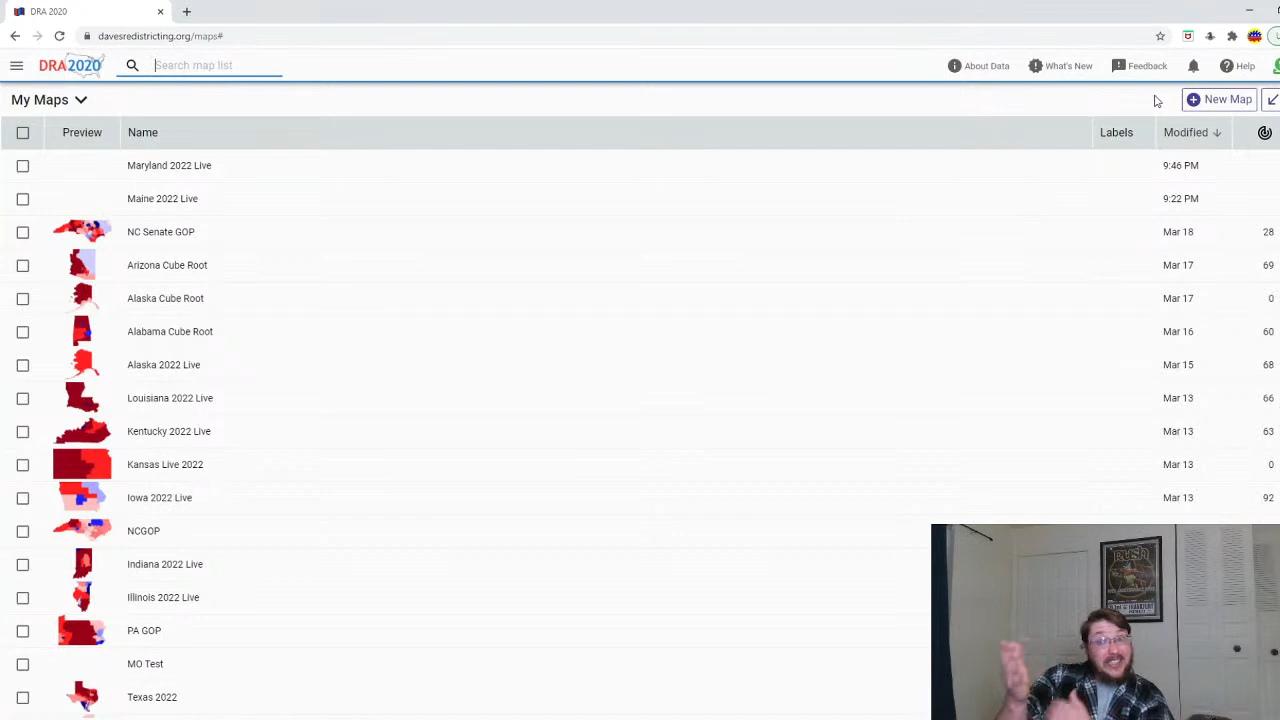 DRA 2020
davesredistricting.org/maps#
DRA2020
Search map list
About Data
What's New
Feedback
Help
My Maps
New Map
Preview
Name
Labels
Modified
Maryland 2022 Live
9:46 PM
Maine 2022 Live
9:22 PM
NC Senate GOP
Mar 18
28
Arizona Cube Root
Mar 17
69
Alaska Cube Root
Mar 17
0
Alabama Cube Root
Mar 16
60
Alaska 2022 Live
Mar 15
68
Louisiana 2022 Live
Mar 13
66
Kentucky 2022 Live
Mar 13
63
Kansas Live 2022
Mar 13
0
Iowa 2022 Live
Mar 13
92
NCGOP
Indiana 2022 Live
Illinois 2022 Live
PA GOP
MO Test
Texas 2022
RUSH